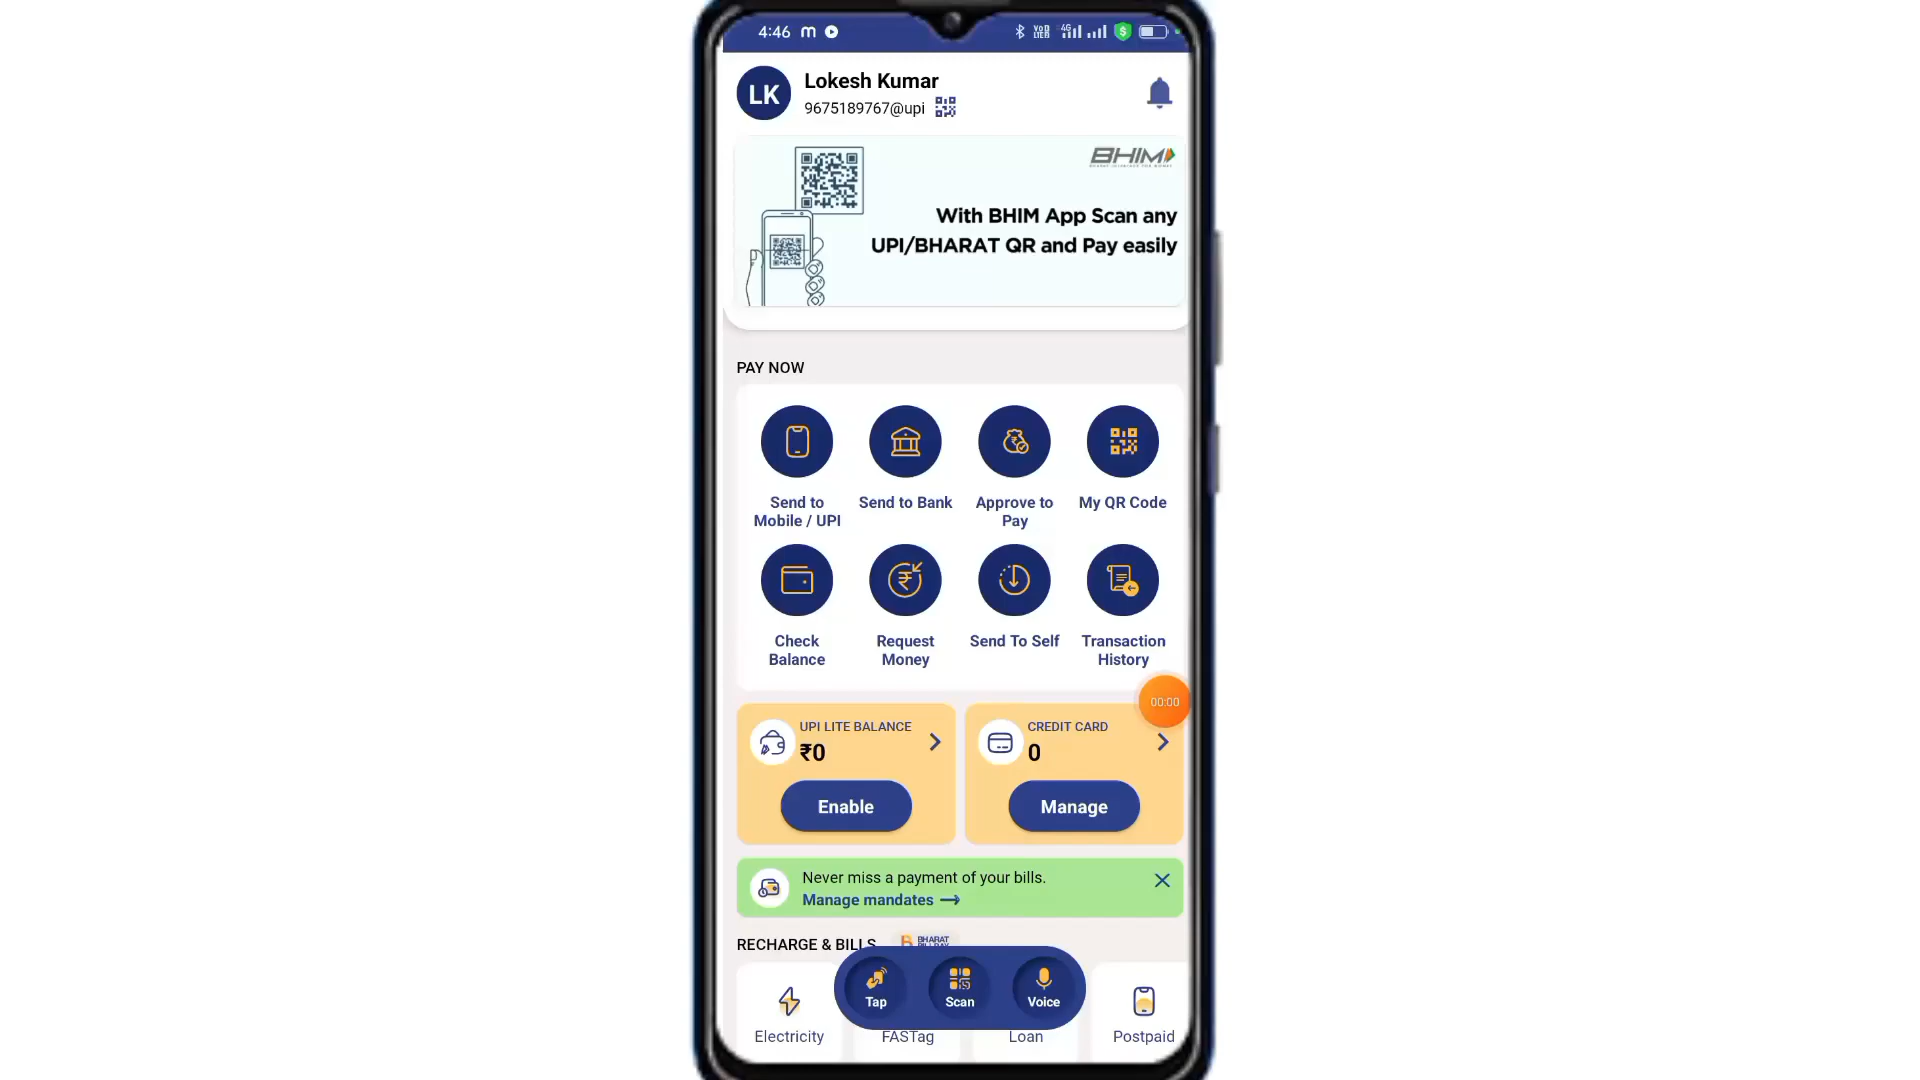 4:46
LK
Lokesh Kumar
9675189767@upi
BHIM
With BHIM App Scan any
UPI/BHARAT QR and Pay easily
PAY NOW
Send to
Mobile / UPI
Send to Bank
Approve to
Pay
My QR Code
Check
Balance
Request
Money
Send To Self
Transaction
History
00:00
UPI LITE BALANCE
₹0
Enable
CREDIT CARD
0
Manage
Never miss a payment of your bills.
Manage mandates
RECHARGE & BILLS
BHARAT
Tap
Scan
Voice
Electricity
FASTag
Loan
Postpaid